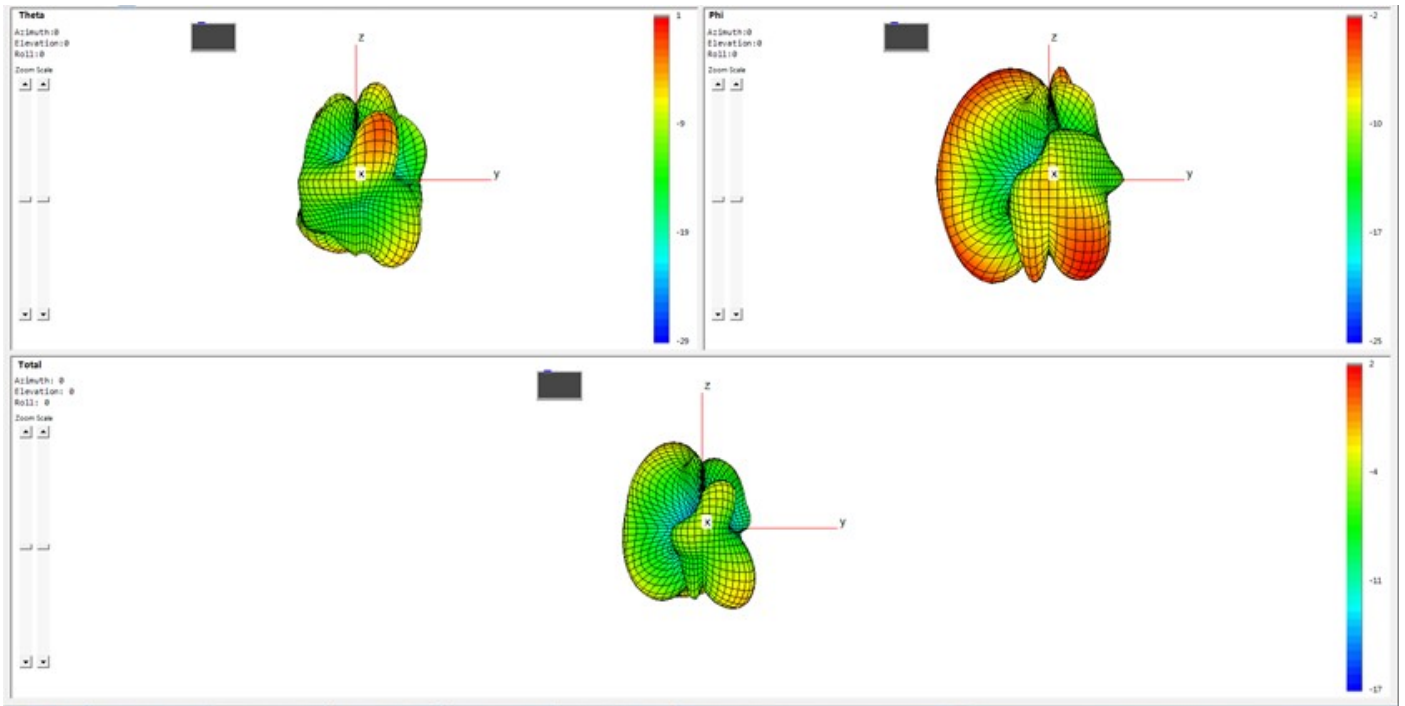 Theta
Azimuth:0
Elevation:0
Roll:0
Zoom Scale
z
y
x
1
-9
-19
-29
Phi
Azimuth:0
Elevation:0
Roll:0
Zoom Scale
z
y
x
-2
-10
-17
-25
Total
Azimuth: 0
Elevation: 0
Roll: 0
Zoom Scale
z
y
x
2
-4
-11
-17